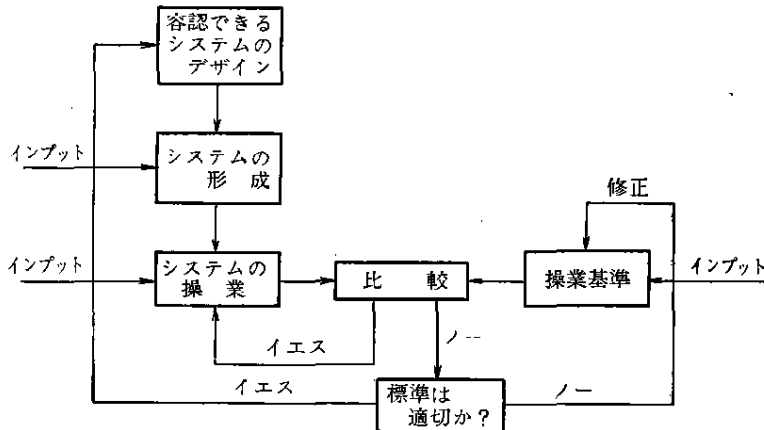 容認できる
システムの
デザイン
インプット
システムの
形成
修正
インプット
システムの
操業
比較
操業基準
インプット
イエス
ノー
イエス
標準は
適切か？
ノー